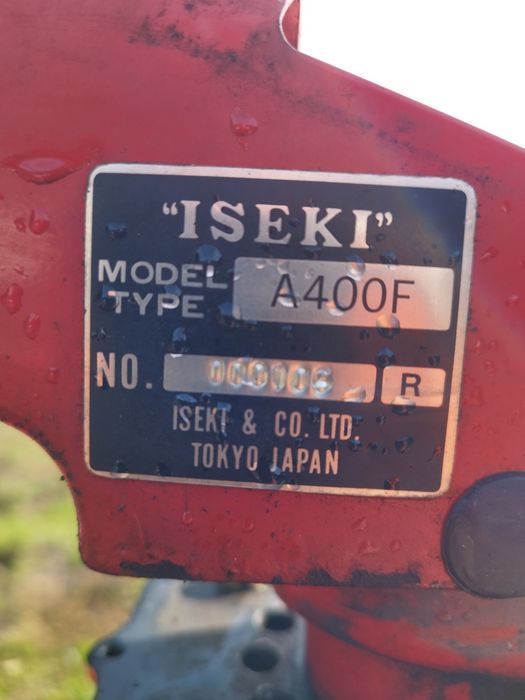 "ISEKI"
MODEL
TYPE
A400F
NO.
R
ISEKI & CO. LTD.
TOKYO JAPAN